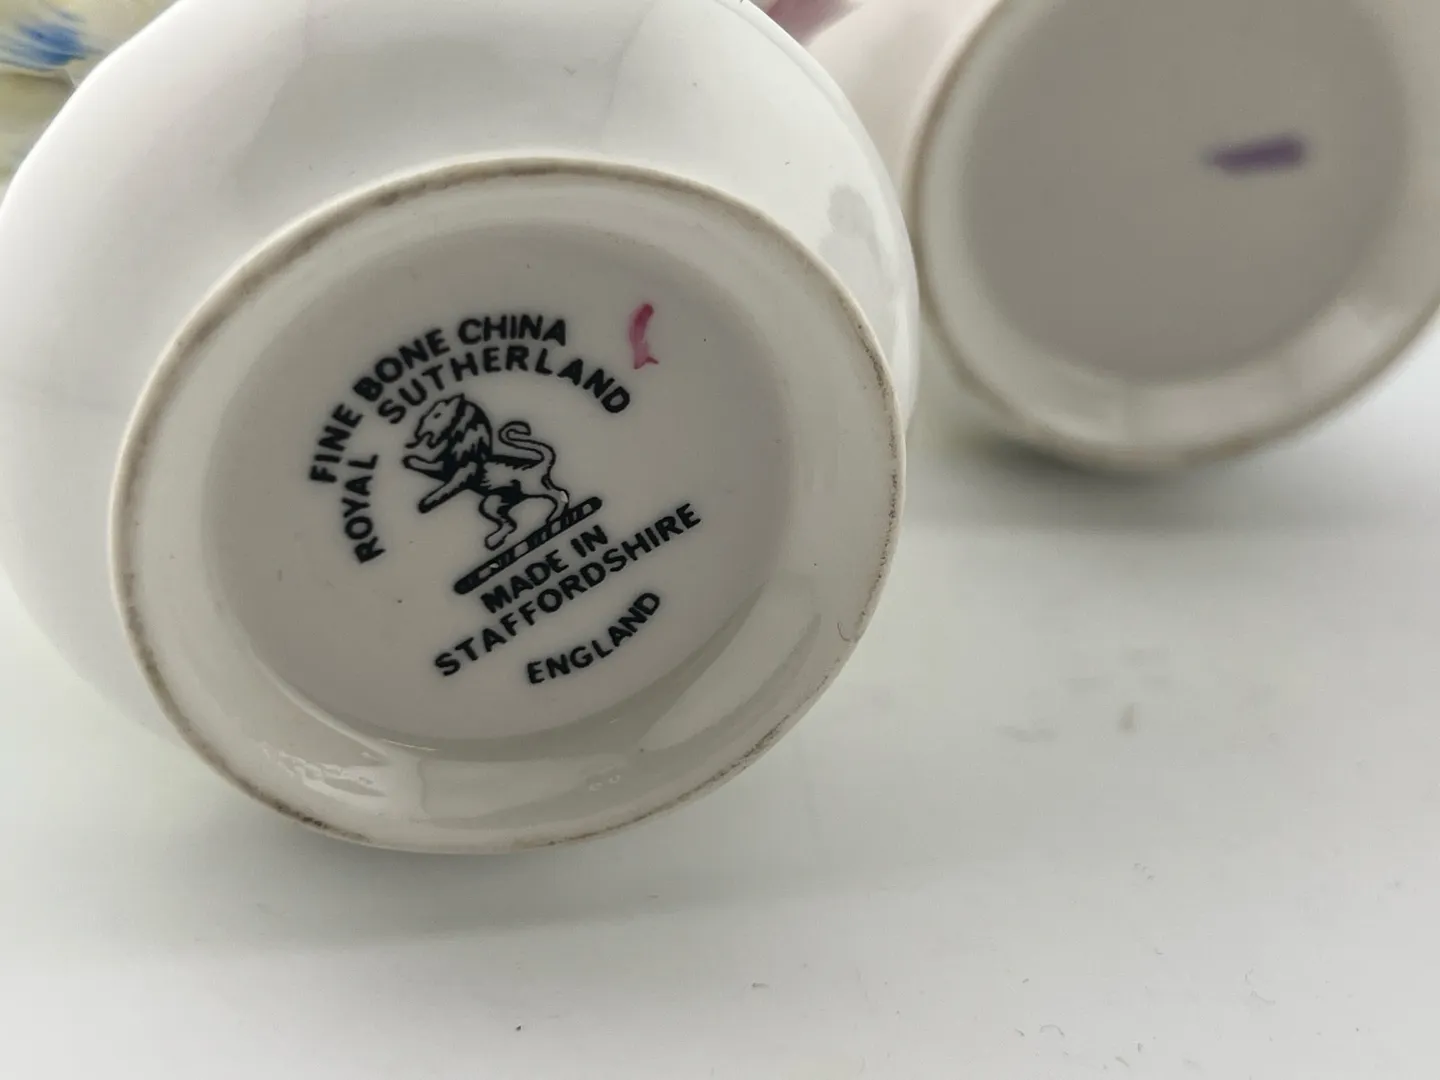 FINE BONE CHINA
ROYAL SUTHERLAND
MADE IN
STAFFORDSHIRE
ENGLAND